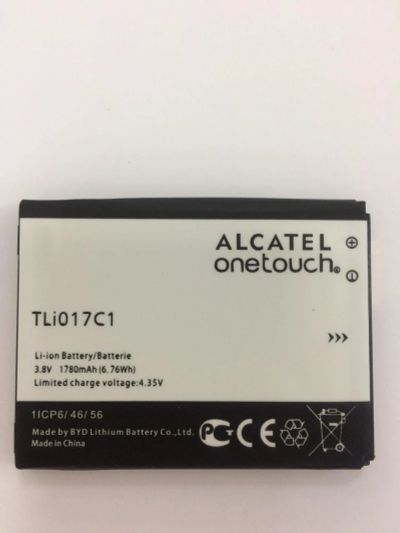 ALCATEL
onetouch®
TLi017C1
Li-ion Battery/Batterie
3.8V 1780mAh (6.76Wh)
Limited charge voltage:4.35V
1ICP6/ 46/ 56
Manufactured by BYD Lithium Battery Co.,Ltd.
Made in China